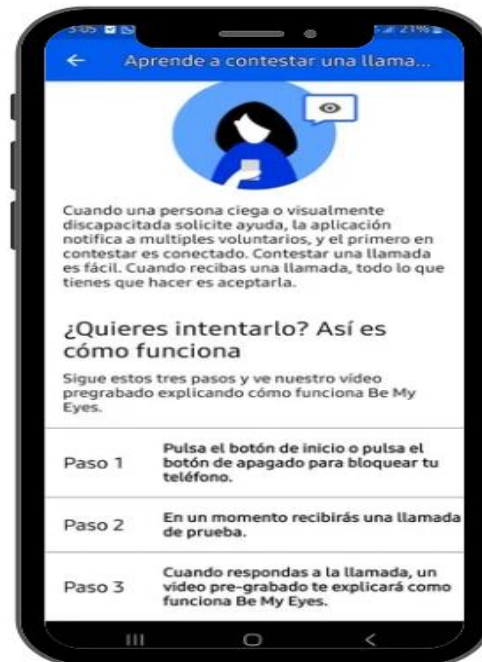 3:05
21%
Aprende a contestar una llama...
Cuando una persona ciega o visualmente
discapacitada solicite ayuda, la aplicación
notifica a multiples voluntarios, y el primero en
contestar es conectado. Contestar una llamada
es fácil. Cuando recibas una llamada, todo lo que
tienes que hacer es aceptarla.
¿Quieres intentarlo? Así es
cómo funciona
Sigue estos tres pasos y ve nuestro vídeo
pregrabado explicando cómo funciona Be My
Eyes.
Paso 1
Pulsa el botón de inicio o pulsa el
botón de apagado para bloquear tu
teléfono.
Paso 2
En un momento recibirás una llamada
de prueba.
Paso 3
Cuando respondas a la llamada, un
video pre-grabado te explicará como
funciona Be My Eyes.